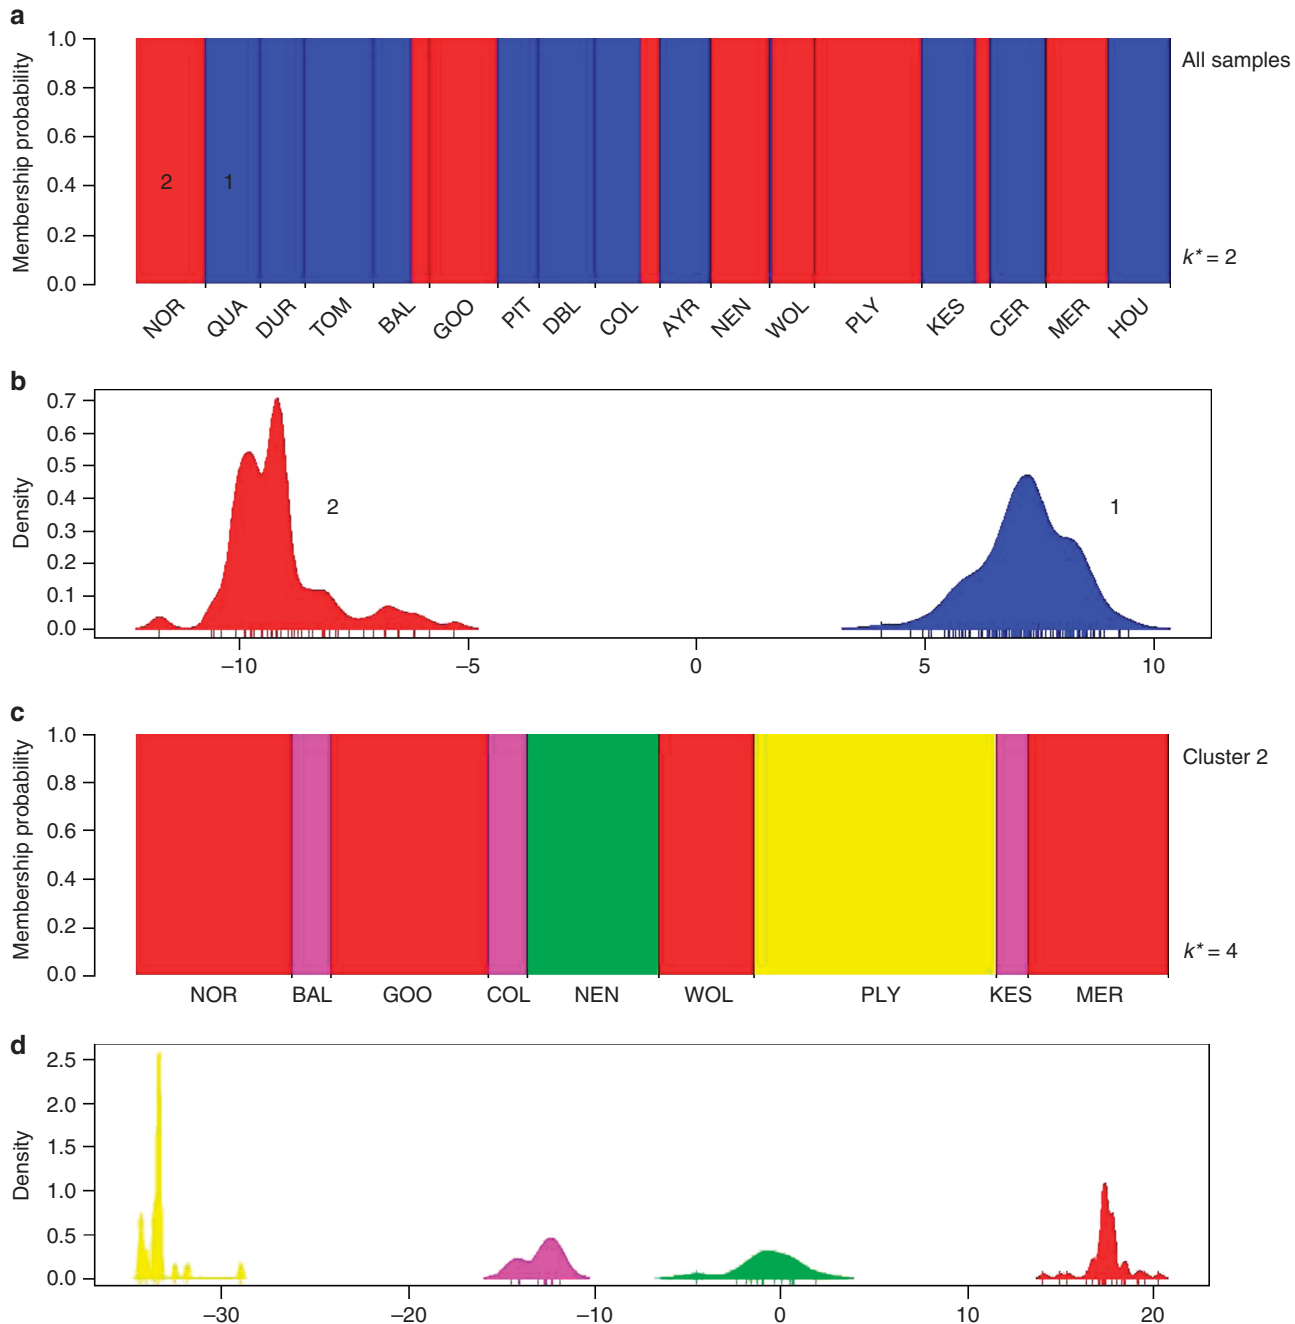 a
Membership probability
1.0
0.8
0.6
0.4
0.2
0.0
2
1
All samples
k* = 2
NOR QUA DUR TOM BAL GOO PIT DBL COL AYR NEN WOL PLY KES CER MER HOU
b
Density
0.7
0.6
0.5
0.4
0.3
0.2
0.1
0.0
2
1
–10 –5 0 5 10
c
Membership probability
1.0
0.8
0.6
0.4
0.2
0.0
Cluster 2
k* = 4
NOR BAL GOO COL NEN WOL PLY KES MER
d
Density
2.5
2.0
1.5
1.0
0.5
0.0
–30 –20 –10 0 10 20